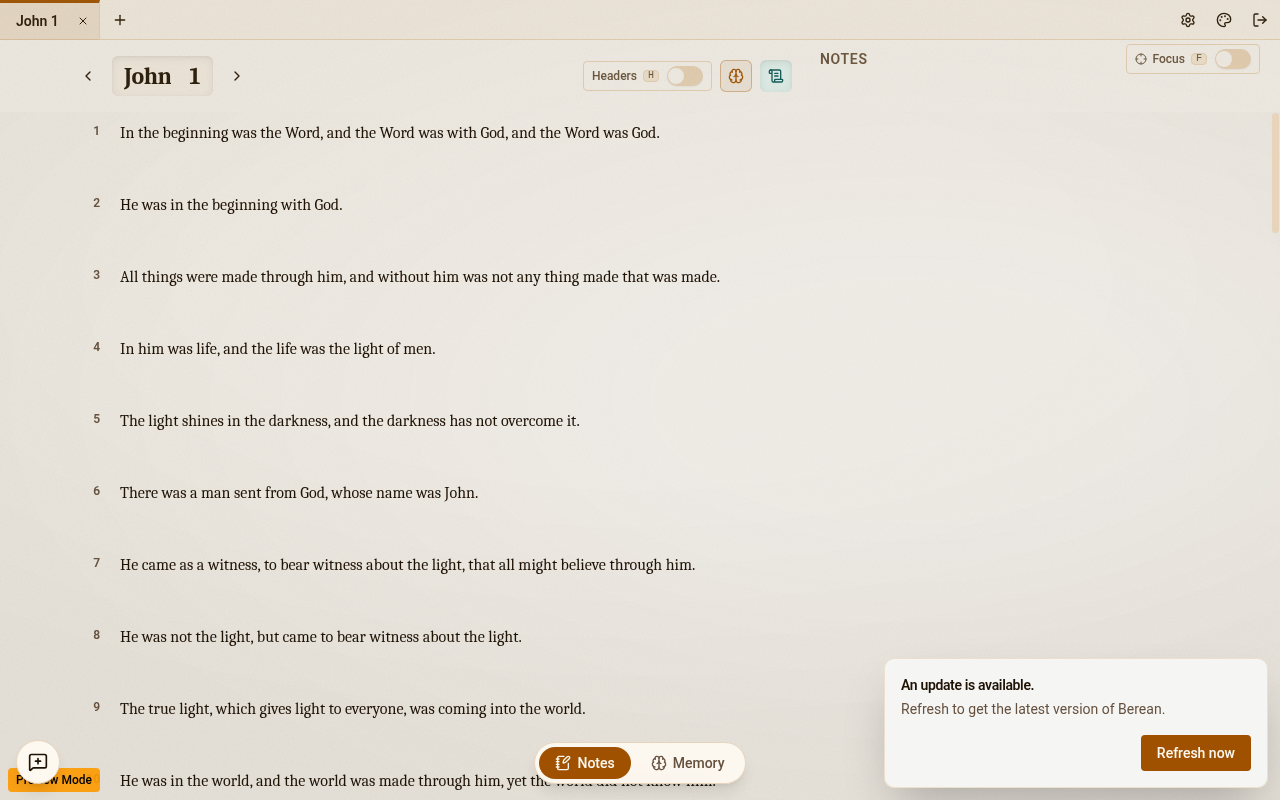 John 1
John 1
Headers H
NOTES
Focus F
1 In the beginning was the Word, and the Word was with God, and the Word was God.
2 He was in the beginning with God.
3 All things were made through him, and without him was not any thing made that was made.
4 In him was life, and the life was the light of men.
5 The light shines in the darkness, and the darkness has not overcome it.
6 There was a man sent from God, whose name was John.
7 He came as a witness, to bear witness about the light, that all might believe through him.
8 He was not the light, but came to bear witness about the light.
9 The true light, which gives light to everyone, was coming into the world.
He was in the world, and the world was made through him, yet the world did not know him.
Mode
Notes
Memory
An update is available.
Refresh to get the latest version of Berean.
Refresh now